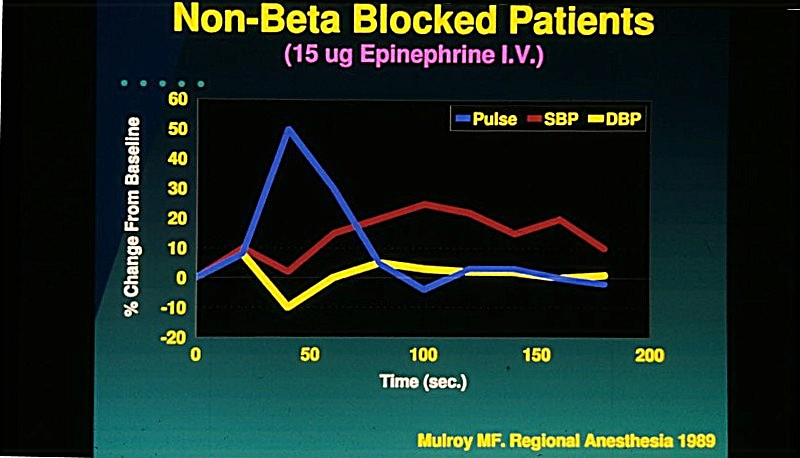 Non-Beta Blocked Patients
(15 ug Epinephrine I.V.)
60
50
40
30
20
10
0
-10
-20
% Change From Baseline
Pulse SBP DBP
0 50 100 150 200
Time (sec.)
Mulroy MF. Regional Anesthesia 1989